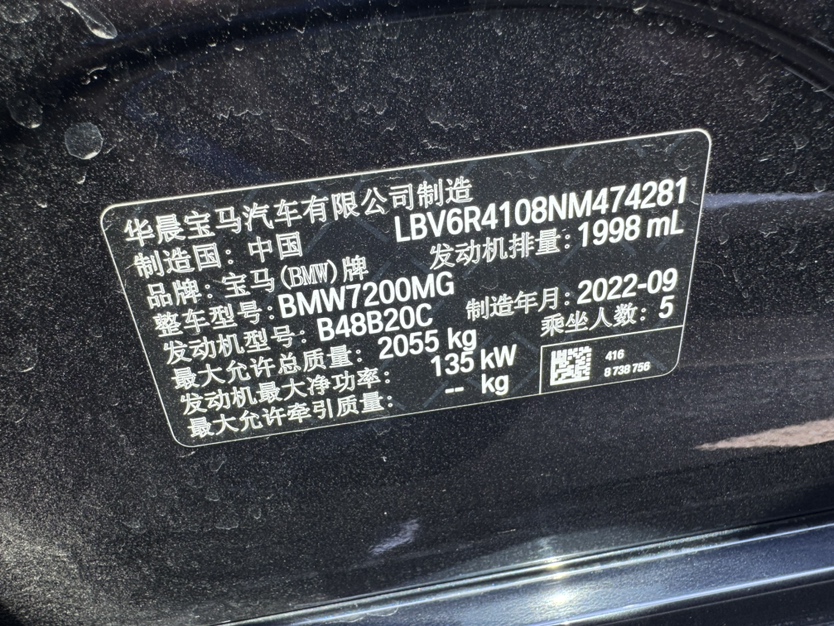 华晨宝马汽车有限公司制造
制造国：中国 LBV6R4108NM474281
品牌：宝马(BMW)牌 发动机排量：1998 mL
整车型号：BMW7200MG
发动机型号：B48B20C 制造年月：2022-09
最大允许总质量：2055 kg 乘坐人数：5
发动机最大净功率：135 kW
最大允许牵引质量：-- kg
416
8 738 756